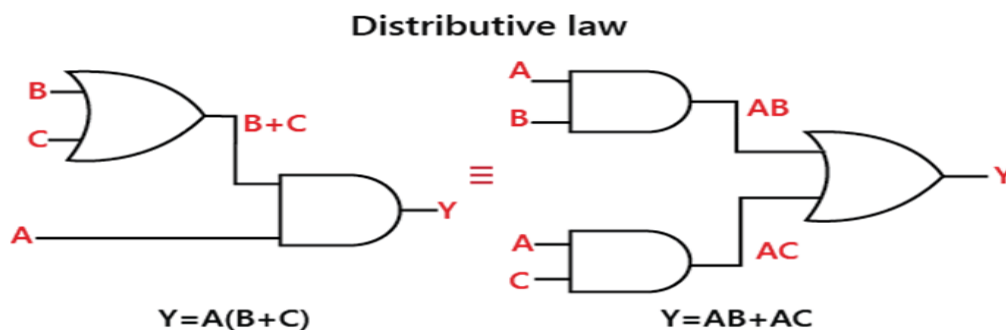 Distributive law
B
C
B+C
A
Y
≡
A
B
AB
A
C
AC
Y
Y=A(B+C)
Y=AB+AC